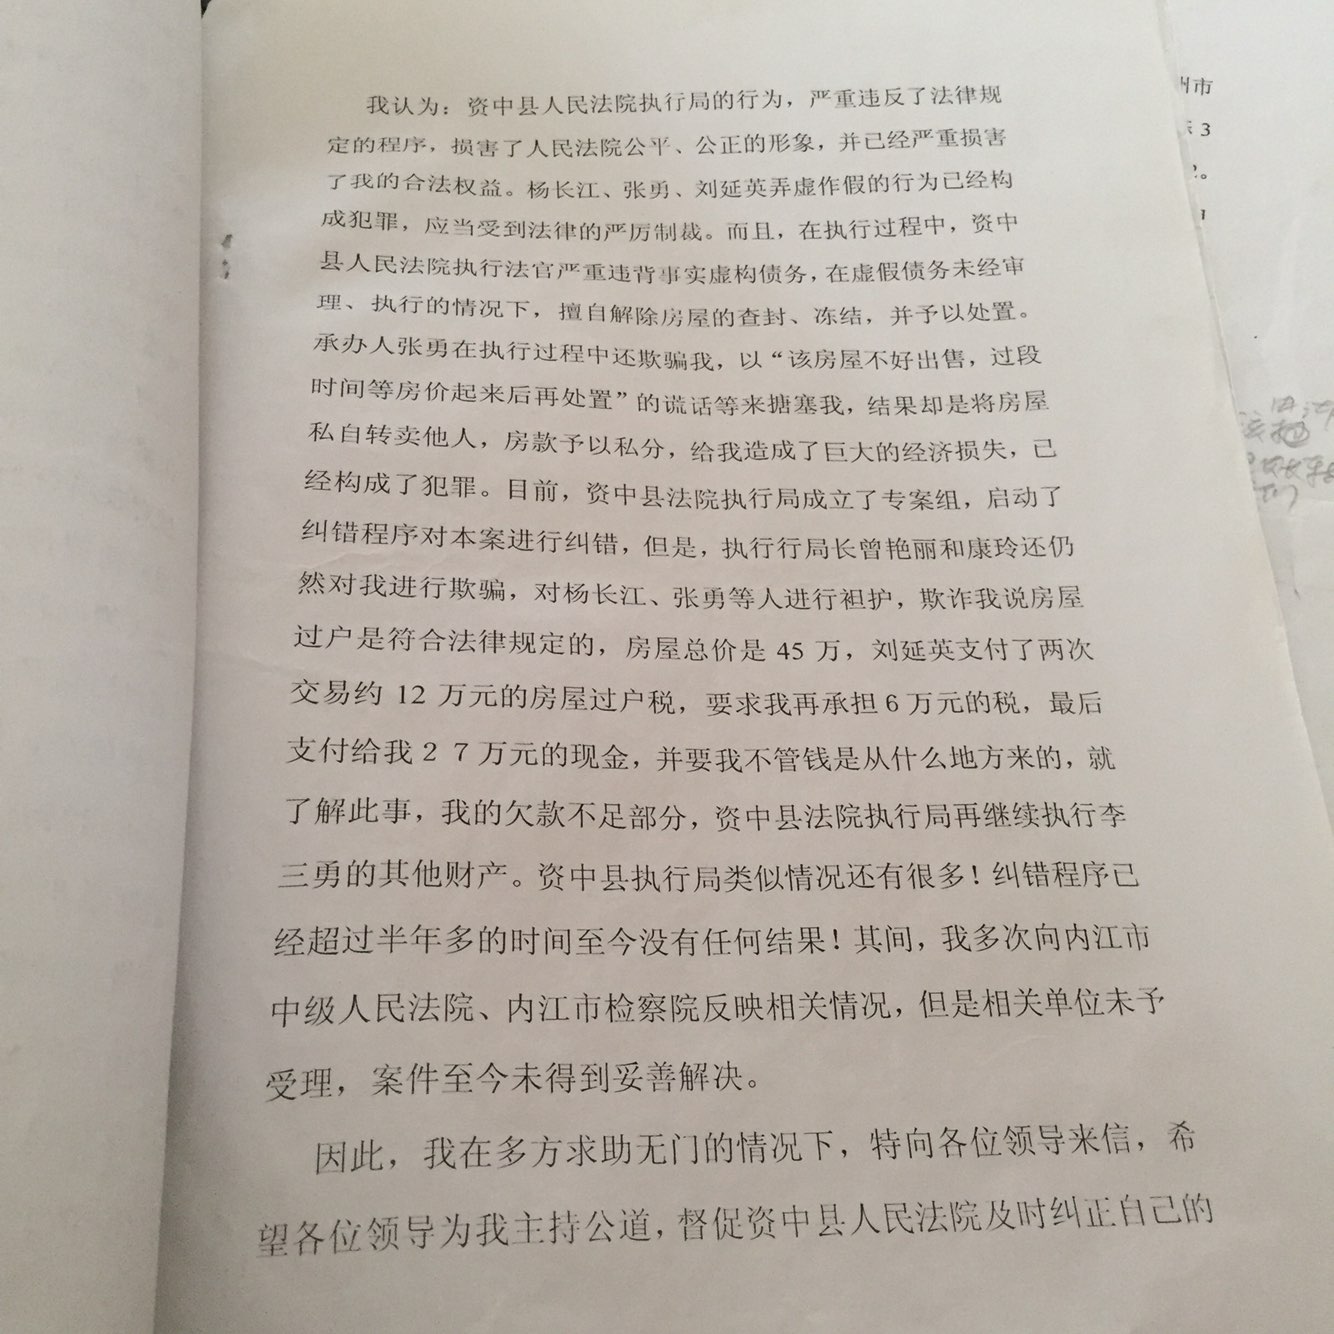 我认为：资中县人民法院执行局的行为，严重违反了法律规
定的程序，损害了人民法院公平、公正的形象，并已经严重损害
了我的合法权益。杨长江、张勇、刘延英弄虚作假的行为已经构
成犯罪，应当受到法律的严厉制裁。而且，在执行过程中，资中
县人民法院执行法官严重违背事实虚构债务，在虚假债务未经审
理、执行的情况下，擅自解除房屋的查封、冻结，并予以处置。
承办人张勇在执行过程中还欺骗我，以“该房屋不好出售，过段
时间等房价起来后再处置”的谎话等来搪塞我，结果却是将房屋
私自转卖他人，房款予以私分，给我造成了巨大的经济损失，已
经构成了犯罪。目前，资中县法院执行局成立了专案组，启动了
纠错程序对本案进行纠错，但是，执行行局长曾艳丽和康玲还仍
然对我进行欺骗，对杨长江、张勇等人进行袒护，欺诈我说房屋
过户是符合法律规定的，房屋总价是 45 万，刘延英支付了两次
交易约 12 万元的房屋过户税，要求我再承担 6 万元的税，最后
支付给我２７万元的现金，并要我不管钱是从什么地方来的，就
了解此事，我的欠款不足部分，资中县法院执行局再继续执行李
三勇的其他财产。资中县执行局类似情况还有很多！纠错程序已
经超过半年多的时间至今没有任何结果！其间，我多次向内江市
中级人民法院、内江市检察院反映相关情况，但是相关单位未予
受理，案件至今未得到妥善解决。
因此，我在多方求助无门的情况下，特向各位领导来信，希
望各位领导为我主持公道，督促资中县人民法院及时纠正自己的
州市
3
2。
1